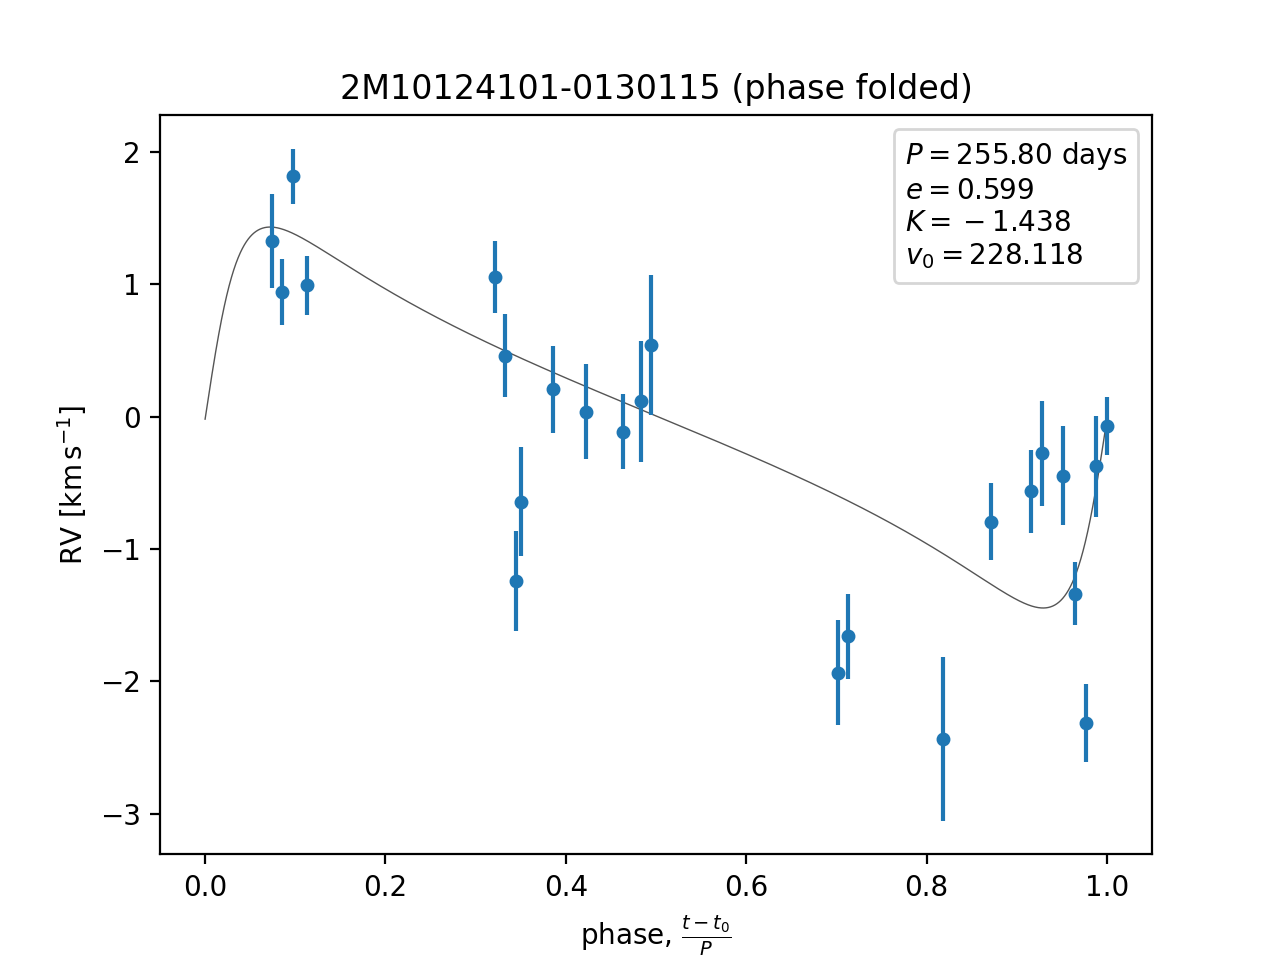 2M10124101-0130115 (phase folded)
P = 255.80 days
e = 0.599
K = −1.438
v₀ = 228.118
RV [km s⁻¹]
2
1
0
−1
−2
−3
0.0 0.2 0.4 0.6 0.8 1.0
phase, (t − t₀)/P